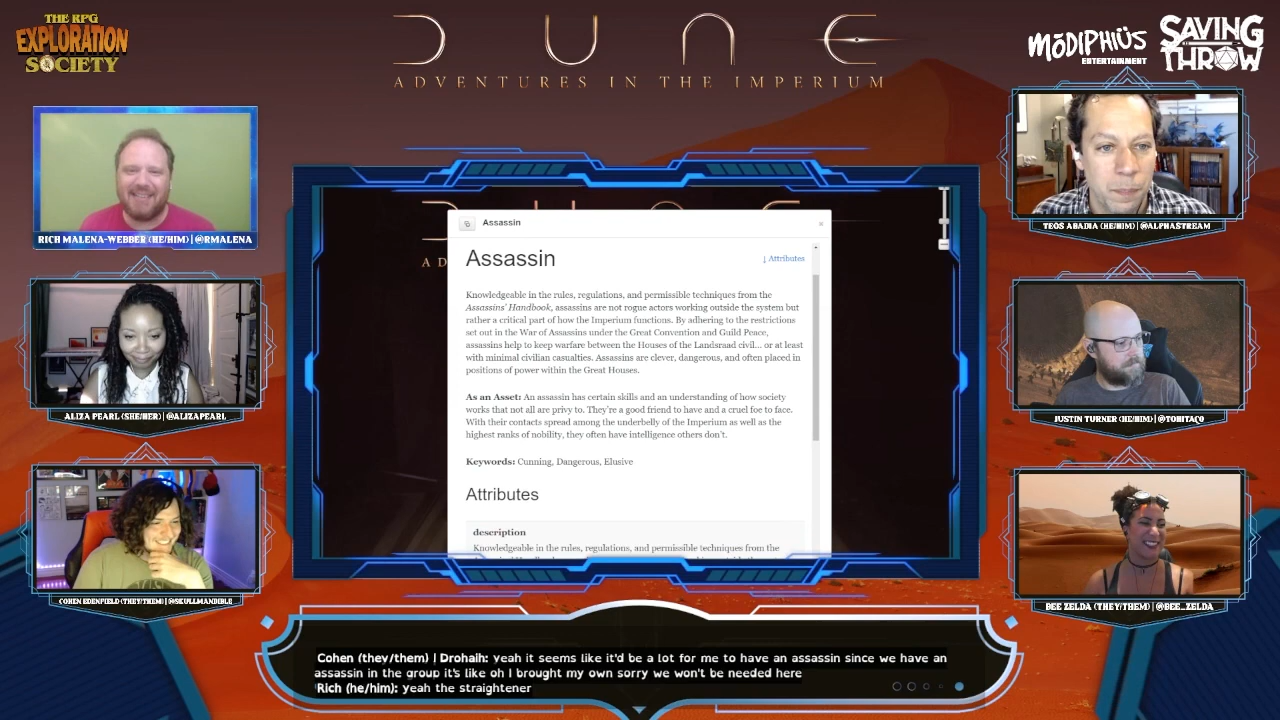 THE RPG
EXPLORATION
SOCIETY
DUNE
ADVENTURES IN THE IMPERIUM
MŌDIPHIÜS
ENTERTAINMENT
SAVING
THROW
RICH MALENA-WEBBER (HE/HIM) | @RMALENA
ALIZA PEARL (SHE/HER) | @ALIZAPEARL
COHEN EDENFIELD (THEY/THEM) | @SKULLMANDIBLE
Assassin
×
Assassin
↓ Attributes
Knowledgeable in the rules, regulations, and permissible techniques from the
Assassins' Handbook, assassins are not rogue actors working outside the system but
rather a critical part of how the Imperium functions. By adhering to the restrictions
set out in the War of Assassins under the Great Convention and Guild Peace,
assassins help to keep warfare between the Houses of the Landsraad civil... or at least
with minimal civilian casualties. Assassins are clever, dangerous, and often placed in
positions of power within the Great Houses.
As an Asset: An assassin has certain skills and an understanding of how society
works that not all are privy to. They're a good friend to have and a cruel foe to face.
With their contacts spread among the underbelly of the Imperium as well as the
highest ranks of nobility, they often have intelligence others don't.
Keywords: Cunning, Dangerous, Elusive
Attributes
description
Knowledgeable in the rules, regulations, and permissible techniques from the
TEOS ABADIA (HE/HIM) | @ALPHASTREAM
JUSTIN TURNER (HE/HIM) | @TOHITACO
BEE ZELDA (THEY/THEM) | @BEE_ZELDA
Cohen (they/them) | Drohaih: yeah it seems like it'd be a lot for me to have an assassin since we have an
assassin in the group it's like oh I brought my own sorry we won't be needed here
Rich (he/him): yeah the straightener